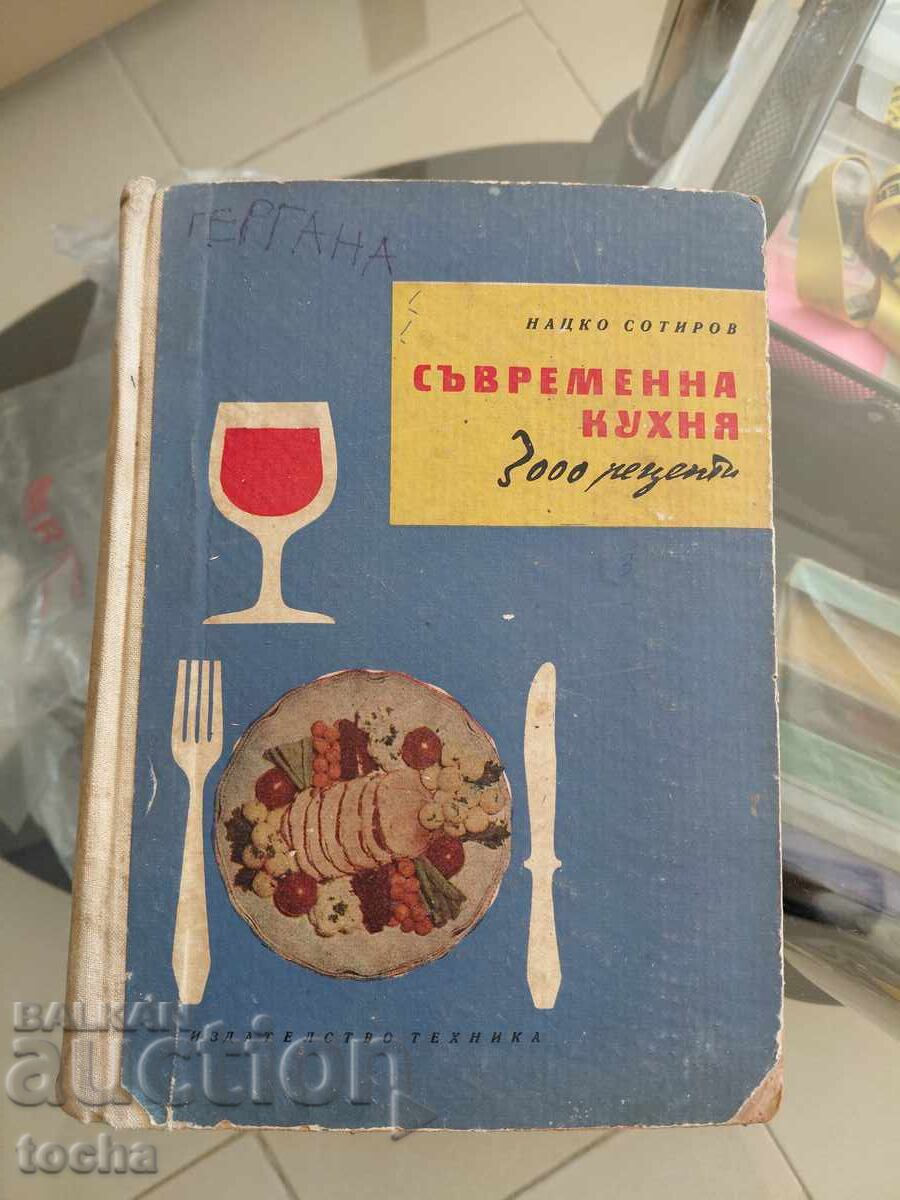 ГЕРГАНА
НАЦКО СОТИРОВ
СЪВРЕМЕННА
КУХНЯ
3000 рецепти
ИЗДАТЕЛСТВО ТЕХНИКА
BALKAN
auction
tocha